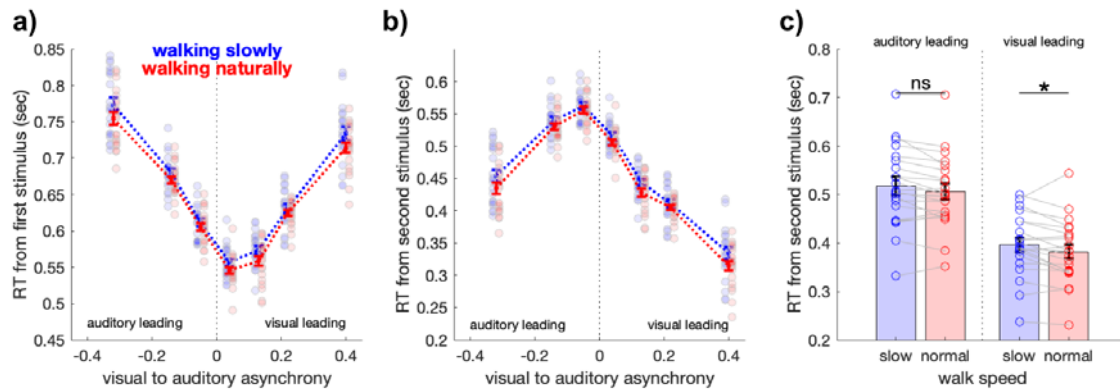 a)
walking slowly
walking naturally
RT from first stimulus (sec)
0.85
0.8
0.75
0.7
0.65
0.6
0.55
0.5
0.45
auditory leading
visual leading
-0.4
-0.2
0
0.2
0.4
visual to auditory asynchrony
b)
RT from second stimulus (sec)
0.6
0.55
0.5
0.45
0.4
0.35
0.3
0.25
0.2
auditory leading
visual leading
-0.4
-0.2
0
0.2
0.4
visual to auditory asynchrony
c)
auditory leading
visual leading
RT from second stimulus (sec)
0.8
0.7
0.6
0.5
0.4
0.3
0.2
ns
*
slow
normal
slow
normal
walk speed